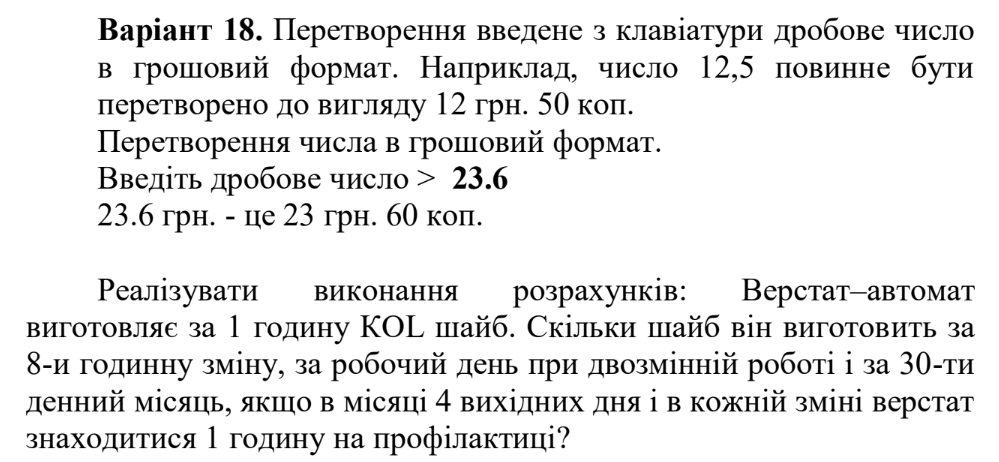 Варіант 18. Перетворення введене з клавіатури дробове число
в грошовий формат. Наприклад, число 12,5 повинне бути
перетворено до вигляду 12 грн. 50 коп.
Перетворення числа в грошовий формат.
Введіть дробове число > 23.6
23.6 грн. - це 23 грн. 60 коп.
Реалізувати виконання розрахунків: Верстат–автомат
виготовляє за 1 годину KOL шайб. Скільки шайб він виготовить за
8-и годинну зміну, за робочий день при двозмінній роботі і за 30-ти
денний місяць, якщо в місяці 4 вихідних дня і в кожній зміні верстат
знаходитися 1 годину на профілактиці?